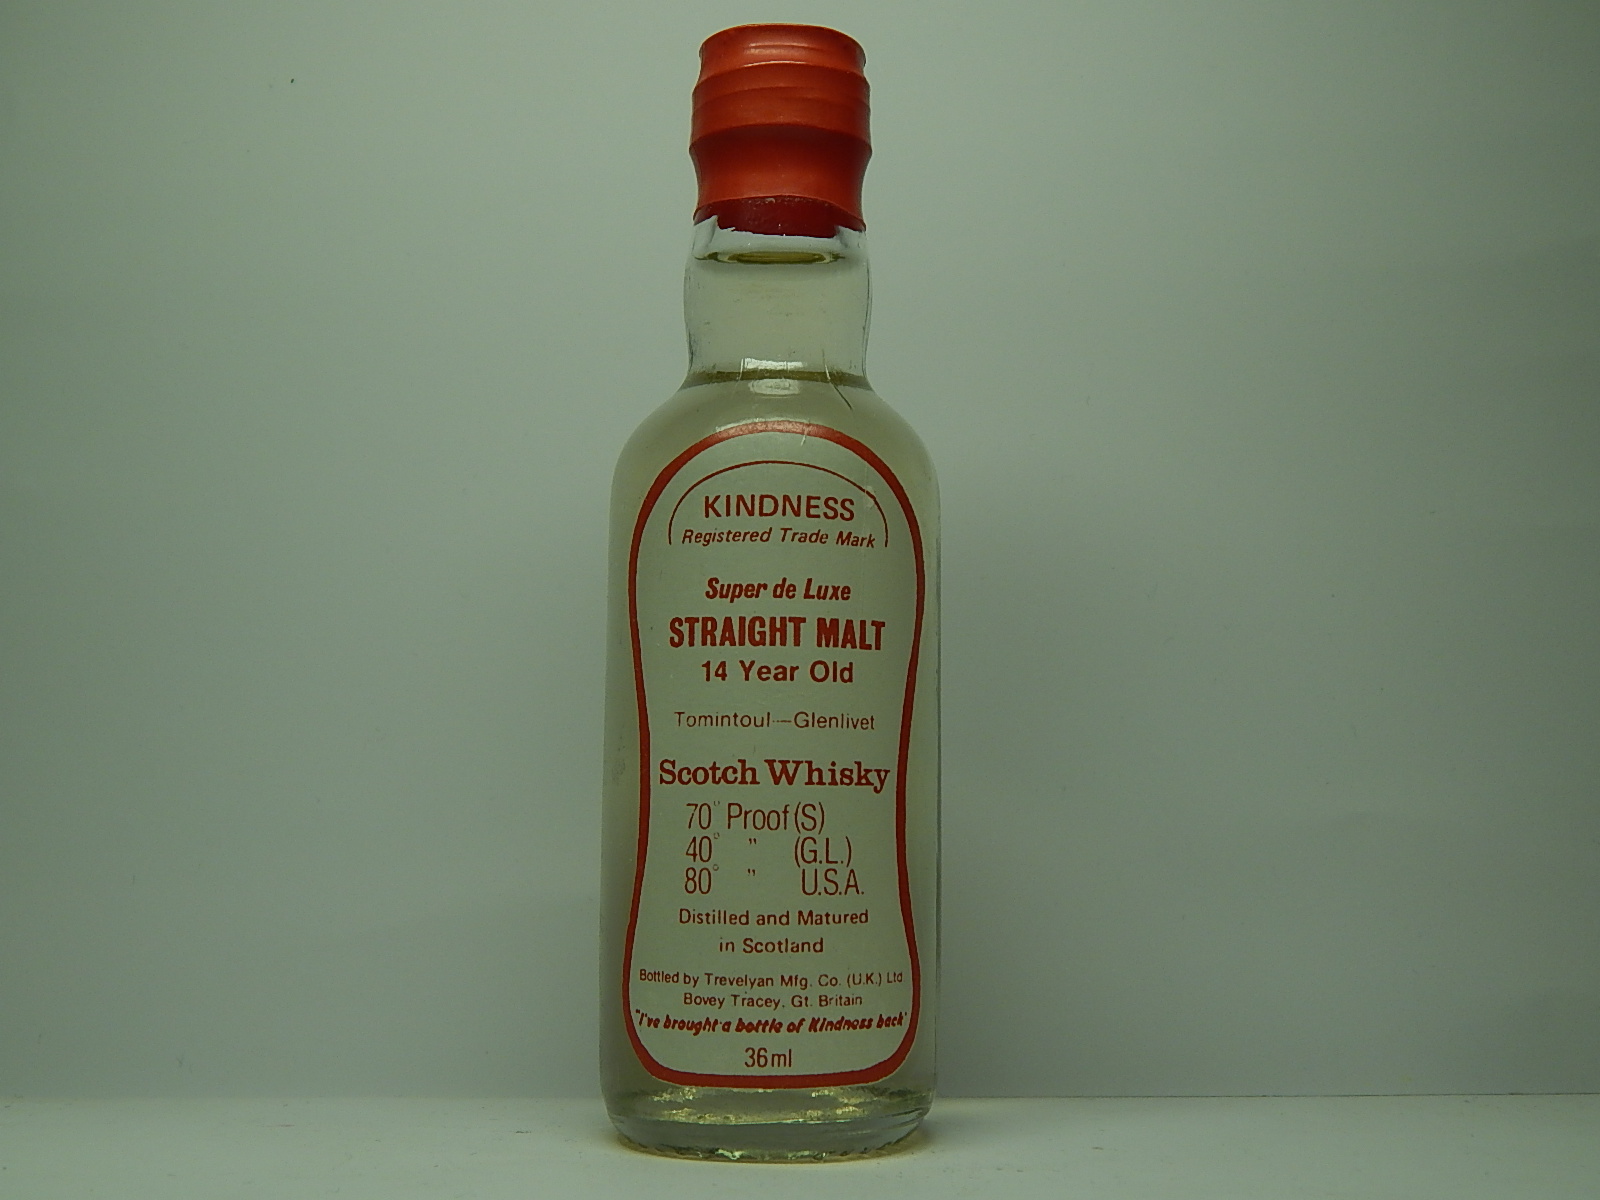 KINDNESS
Registered Trade Mark
Super de Luxe
STRAIGHT MALT
14 Year Old
Tomintoul—Glenlivet
Scotch Whisky
70° Proof (S)
40° " (G.L.)
80° " U.S.A.
Distilled and Matured
in Scotland
Bottled by Trevelyan Mfg. Co. (U.K.) Ltd
Bovey Tracey, Gt. Britain
"I've brought a bottle of Kindness back"
36ml